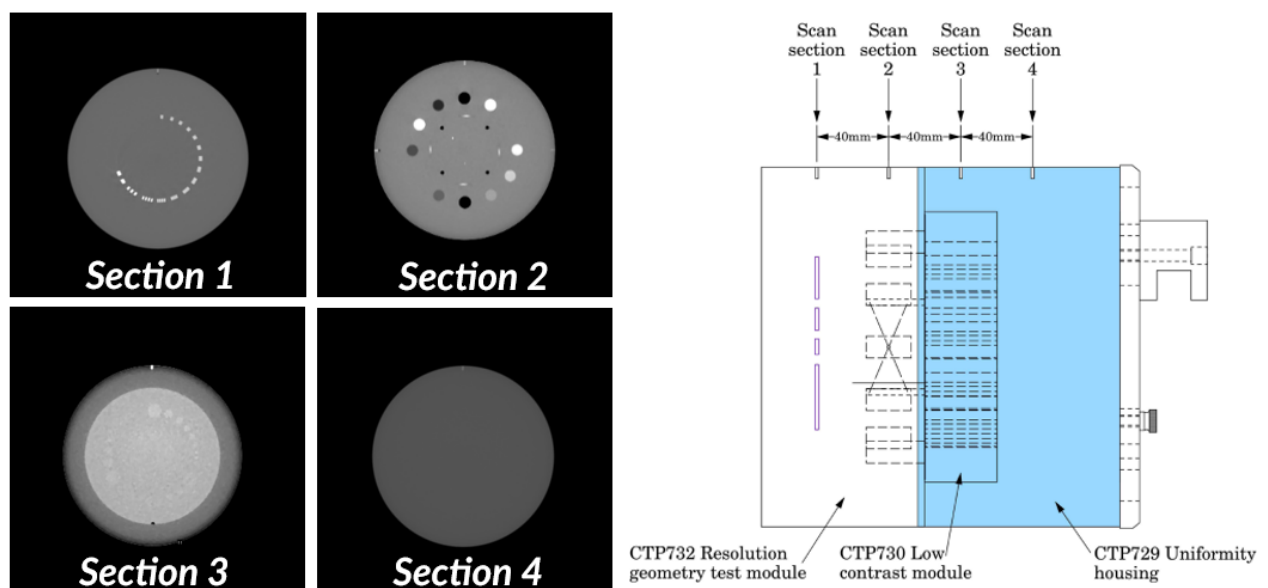 Section 1
Section 2
Section 3
Section 4
Scan
section
1
Scan
section
2
Scan
section
3
Scan
section
4
40mm
40mm
40mm
CTP732 Resolution
geometry test module
CTP730 Low
contrast module
CTP729 Uniformity
housing